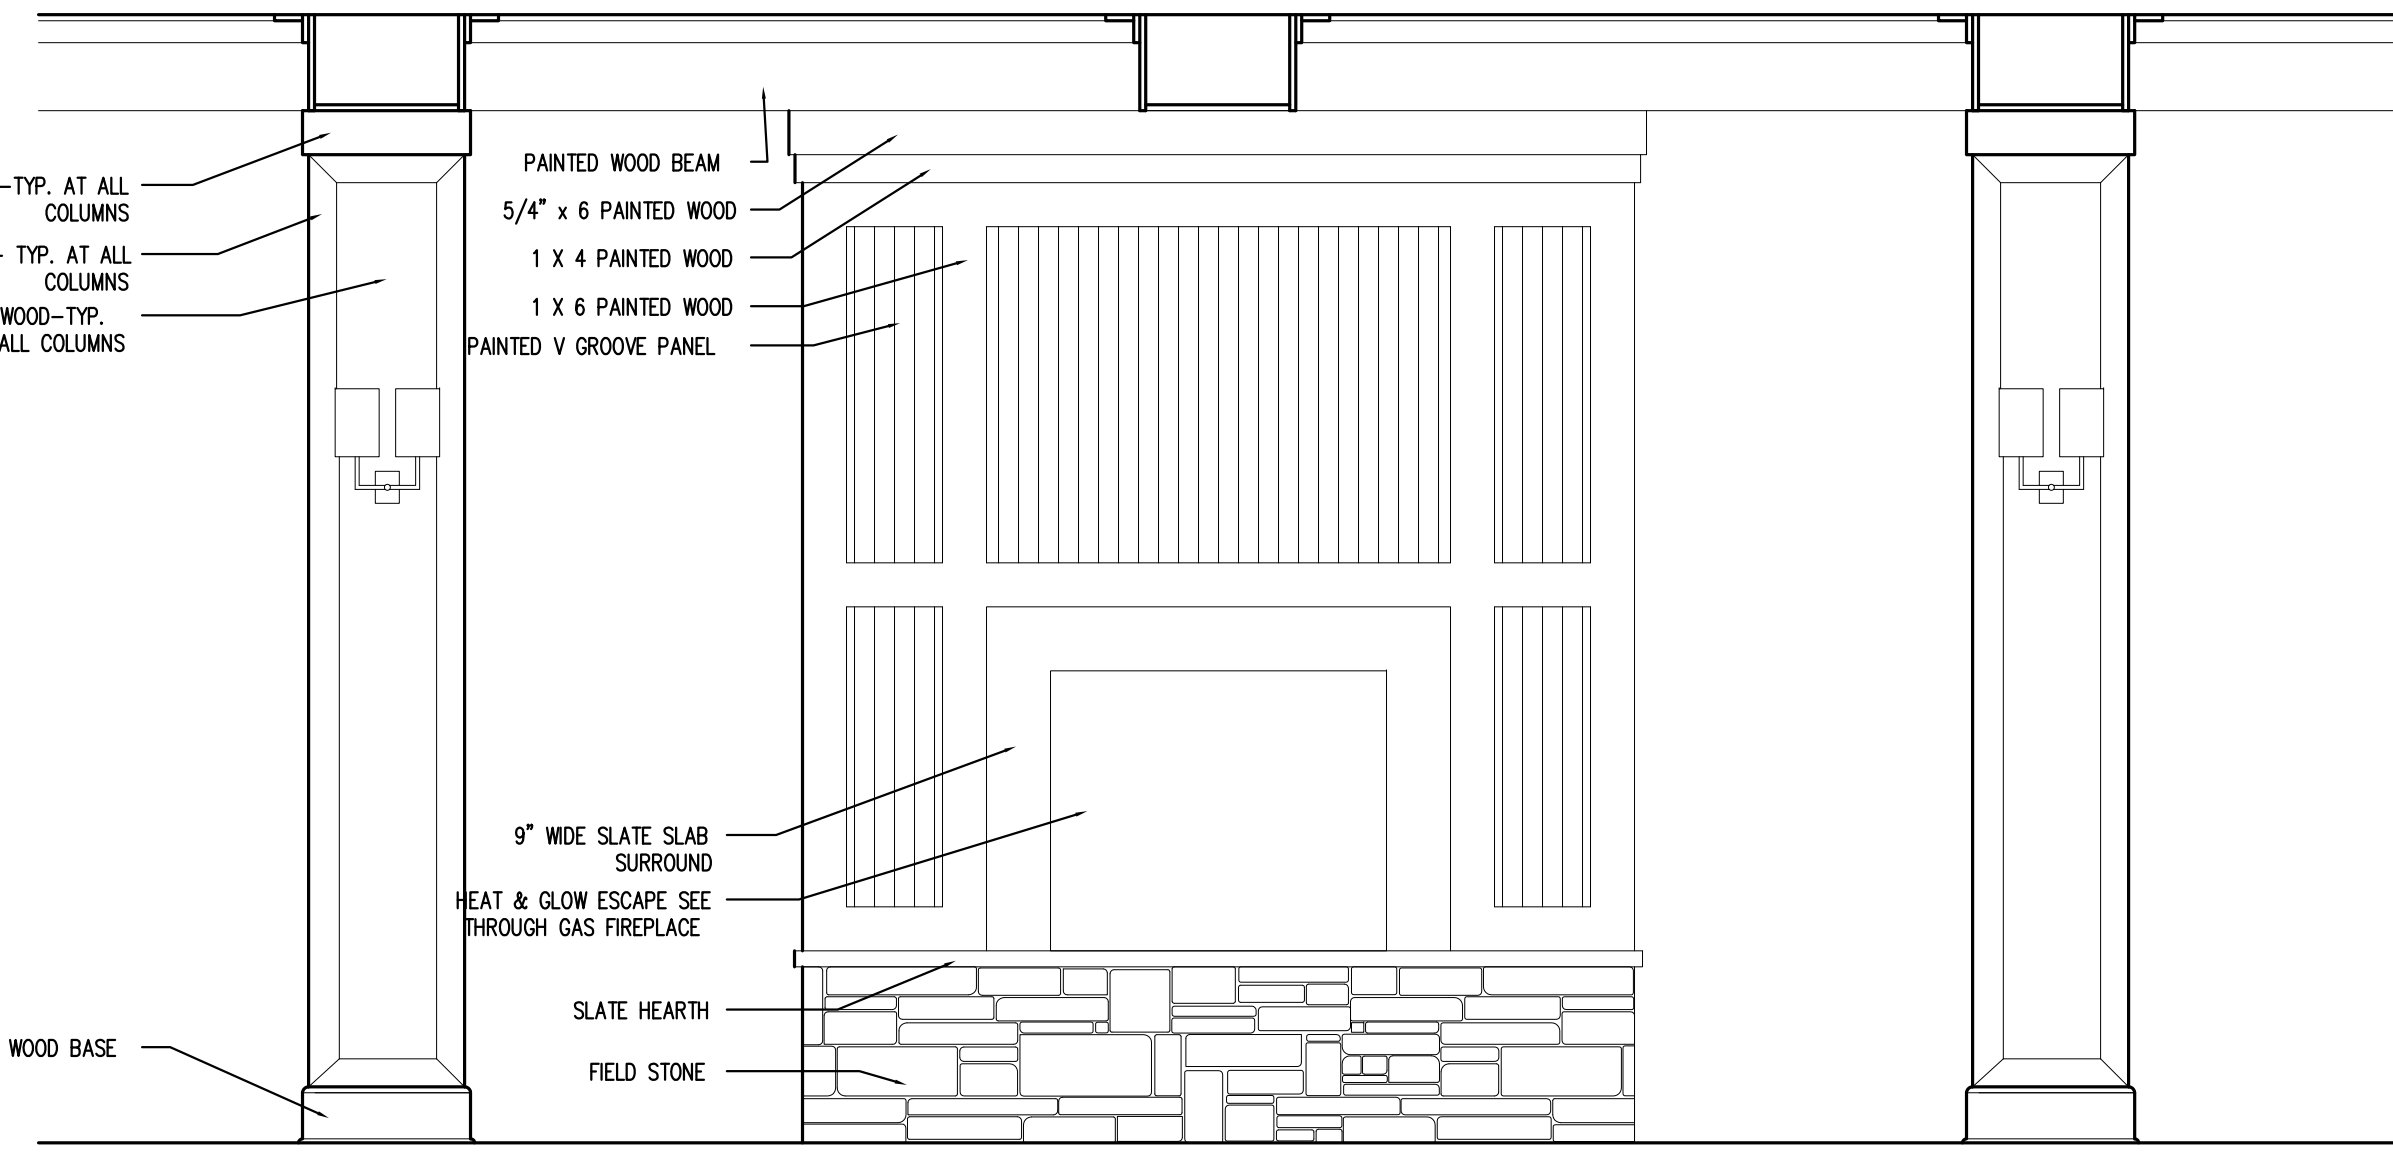 -TYP. AT ALL
COLUMNS
- TYP. AT ALL
COLUMNS
WOOD-TYP.
ALL COLUMNS
WOOD BASE
PAINTED WOOD BEAM
5/4" x 6 PAINTED WOOD
1 X 4 PAINTED WOOD
1 X 6 PAINTED WOOD
PAINTED V GROOVE PANEL
9" WIDE SLATE SLAB
SURROUND
HEAT & GLOW ESCAPE SEE
THROUGH GAS FIREPLACE
SLATE HEARTH
FIELD STONE